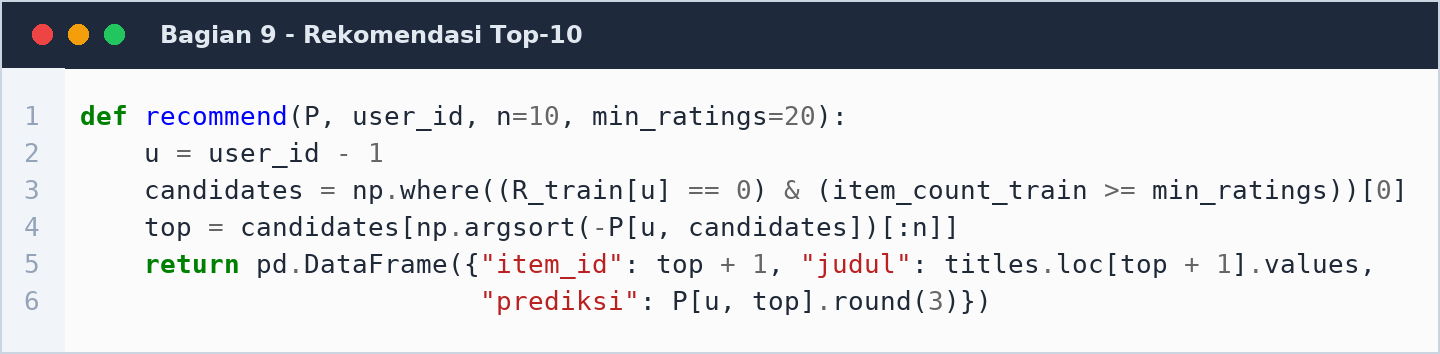 Bagian 9 - Rekomendasi Top-10
1 def recommend(P, user_id, n=10, min_ratings=20):
2     u = user_id - 1
3     candidates = np.where((R_train[u] == 0) & (item_count_train >= min_ratings))[0]
4     top = candidates[np.argsort(-P[u, candidates])[:n]]
5     return pd.DataFrame({"item_id": top + 1, "judul": titles.loc[top + 1].values,
6                          "prediksi": P[u, top].round(3)})